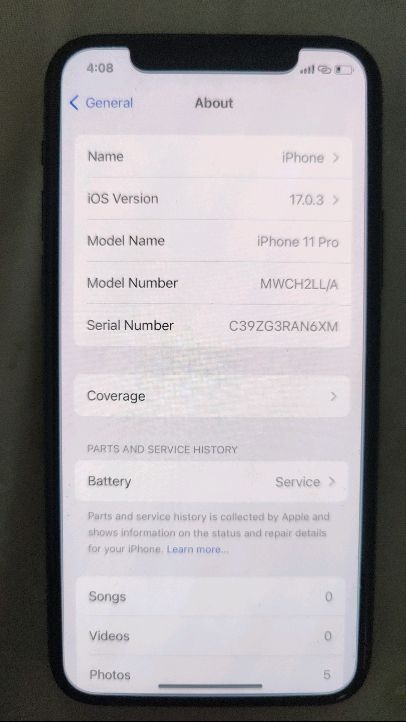 4:08
General About
Name iPhone
iOS Version 17.0.3
Model Name iPhone 11 Pro
Model Number MWCH2LL/A
Serial Number C39ZG3RAN6XM
Coverage
PARTS AND SERVICE HISTORY
Battery Service
Parts and service history is collected by Apple and
shows information on the status and repair details
for your iPhone. Learn more...
Songs 0
Videos 0
Photos 5